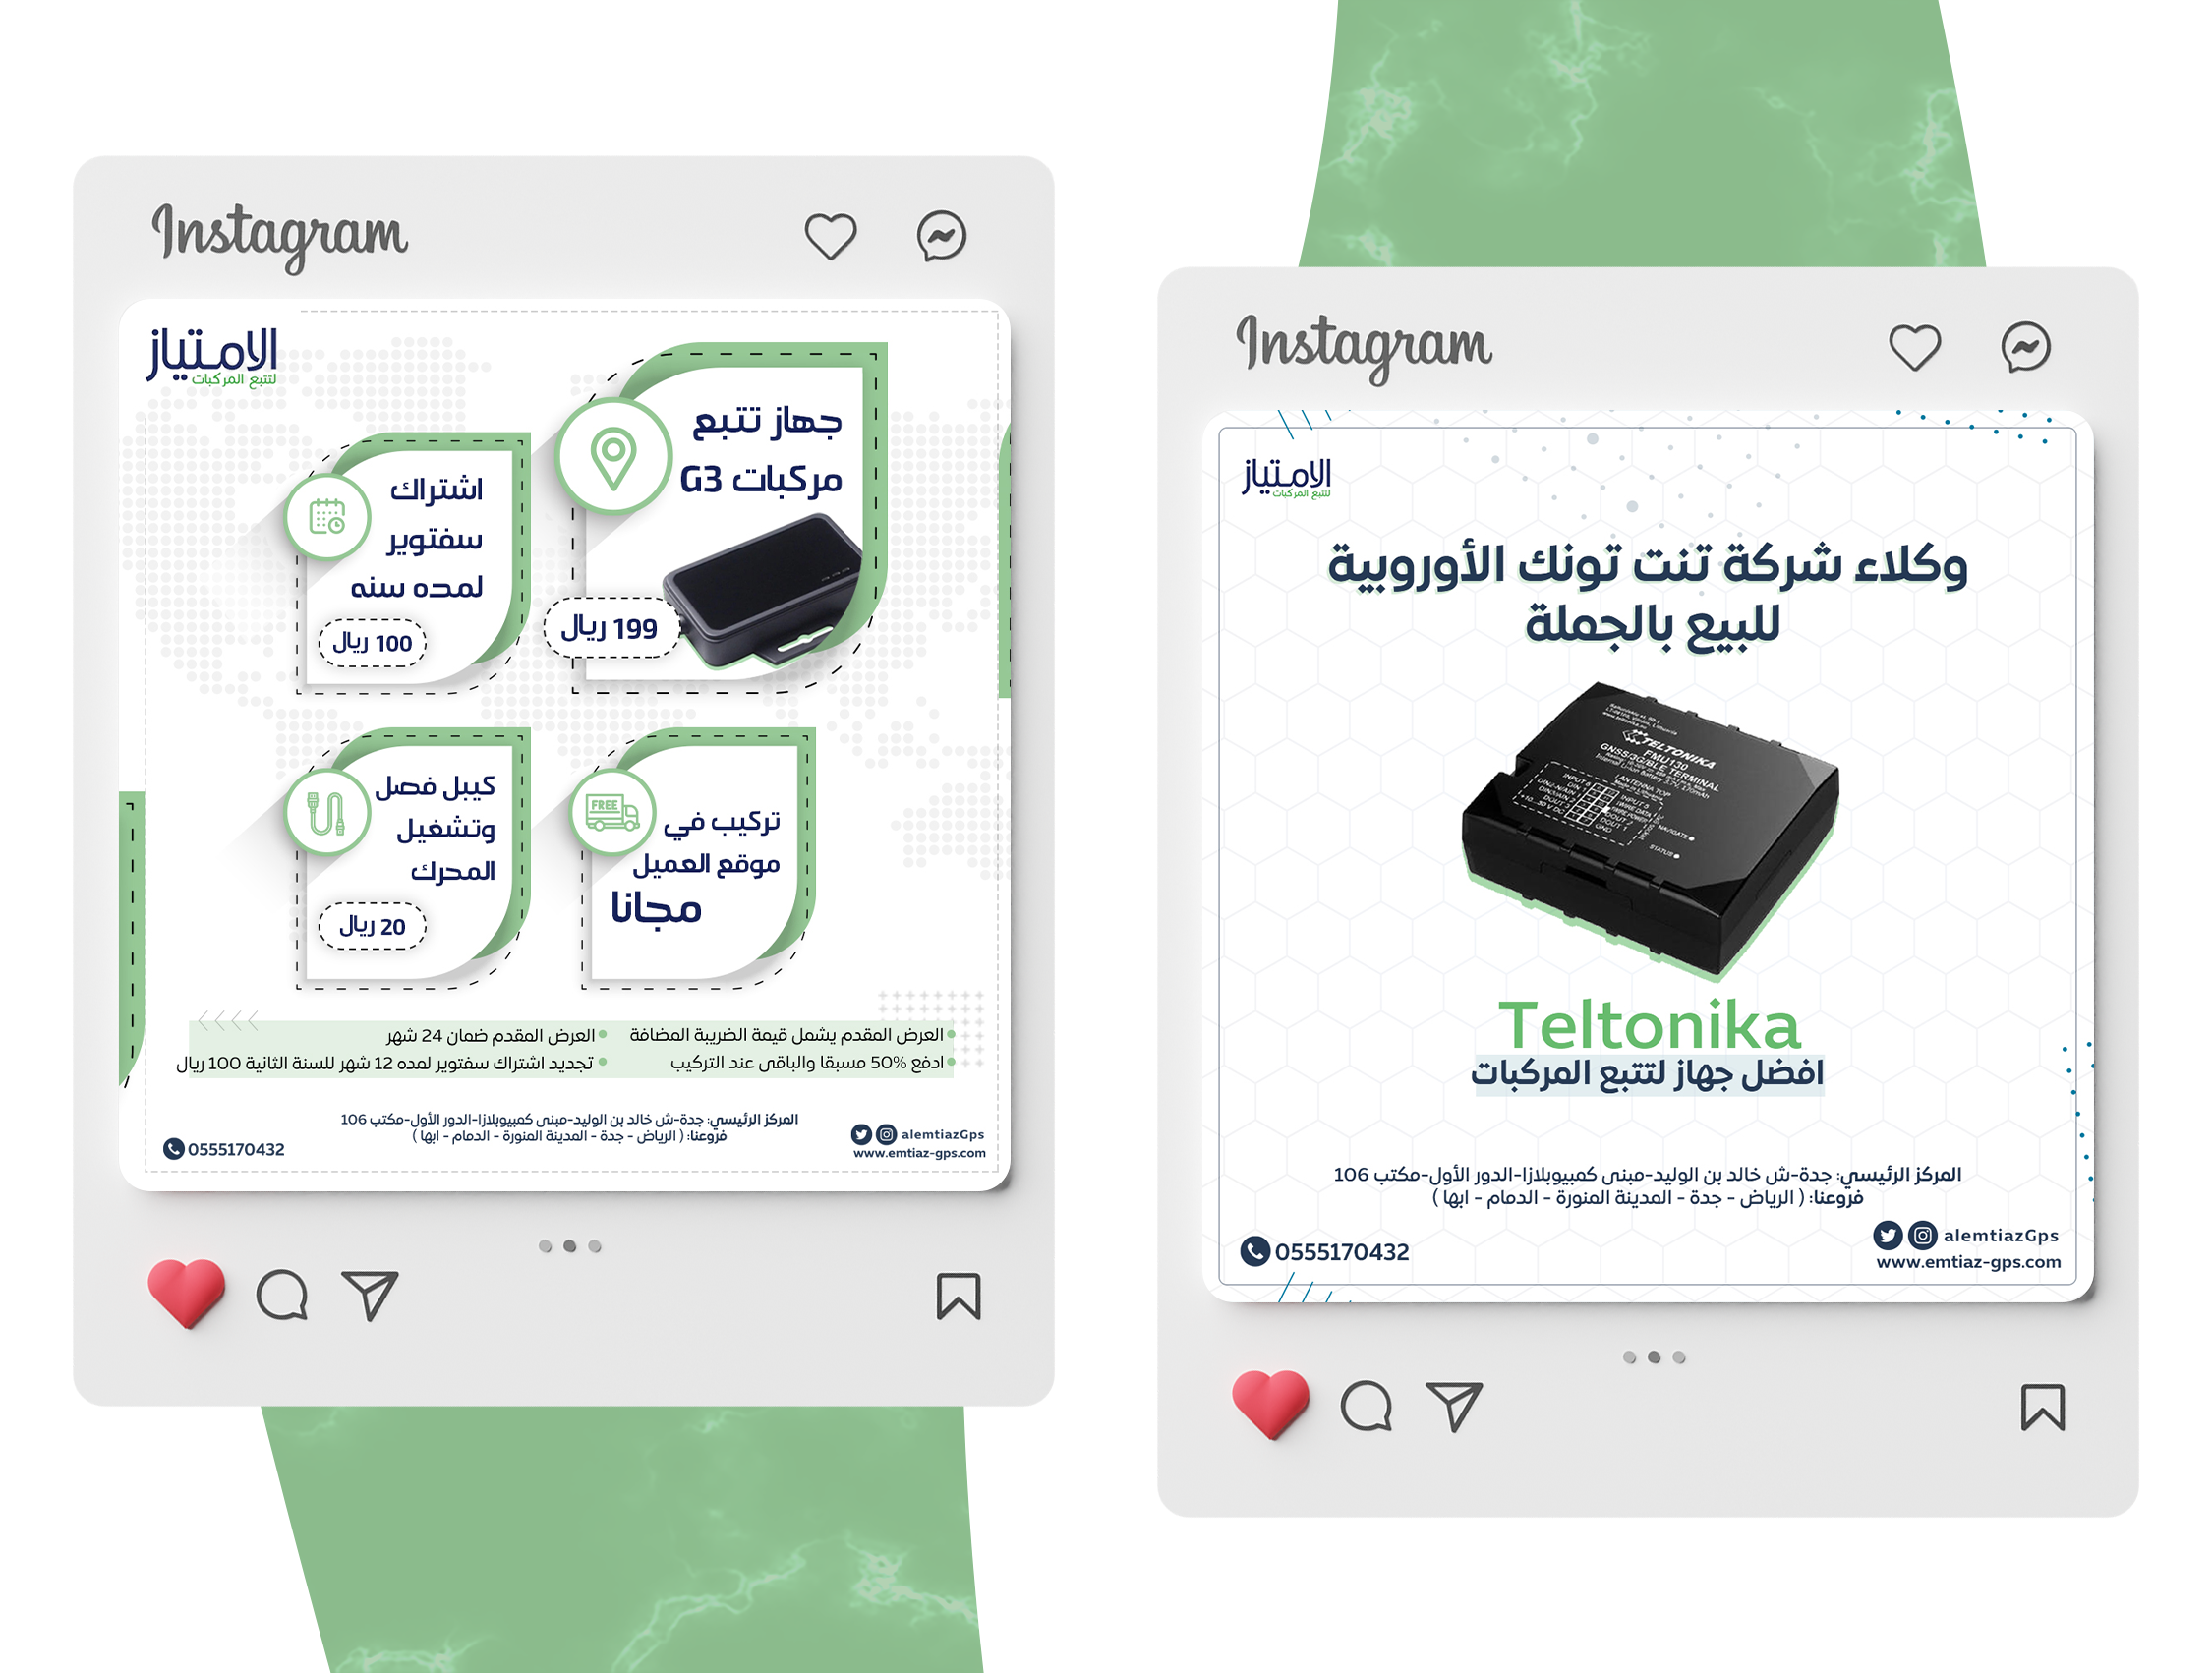 Instagram
الامتياز
لتتبع المركبات
جهاز تتبع
مركبات G3
199 ريال
اشتراك
سفتوير
لمده سنه
100 ريال
تركيب في
موقع العميل
مجانا
FREE
كيبل فصل
وتشغيل
المحرك
20 ريال
العرض المقدم يشمل قيمة الضريبة المضافة
ادفع 50% مسبقا والباقى عند التركيب
العرض المقدم ضمان 24 شهر
تجديد اشتراك سفتوير لمده 12 شهر للسنة الثانية 100 ريال
المركز الرئيسي: جدة-ش خالد بن الوليد-مبنى كمبيوبلازا-الدور الأول-مكتب 106
فروعنا: ( الرياض - جدة - المدينة المنورة - الدمام - ابها )
alemtiazGps
www.emtiaz-gps.com
0555170432
Instagram
الامتياز
لتتبع المركبات
وكلاء شركة تنت تونك الأوروبية
للبيع بالجملة
TELTONIKA
FMU130
GNSS/3G/BLE TERMINAL
Teltonika
افضل جهاز لتتبع المركبات
المركز الرئيسي: جدة-ش خالد بن الوليد-مبنى كمبيوبلازا-الدور الأول-مكتب 106
فروعنا: ( الرياض - جدة - المدينة المنورة - الدمام - ابها )
alemtiazGps
www.emtiaz-gps.com
0555170432